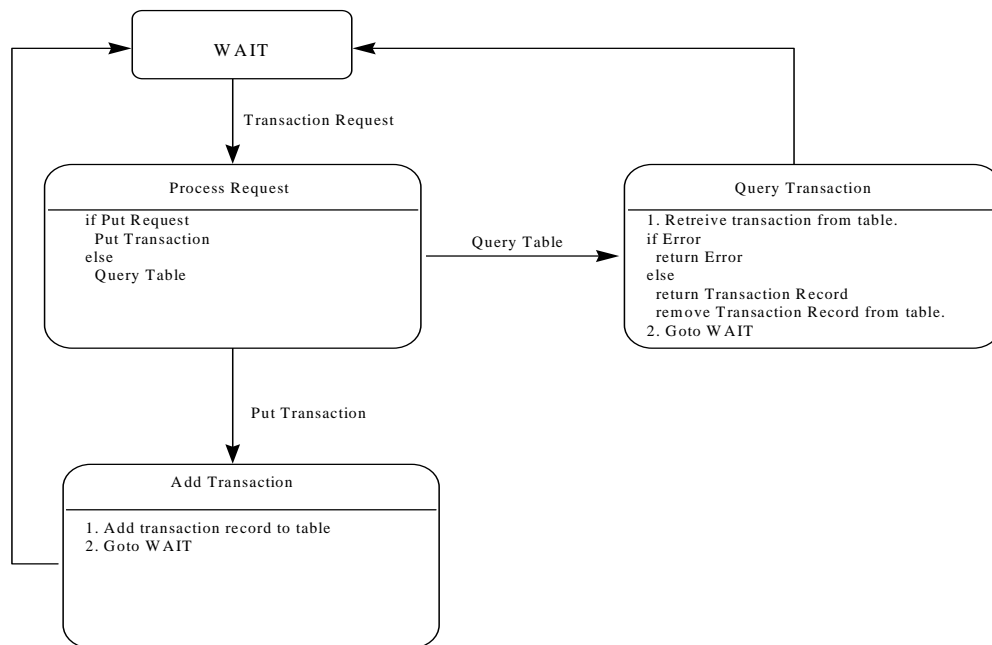 WAIT
Transaction Request
Process Request
if Put Request
Put Transaction
else
Query Table
Query Table
Query Transaction
1. Retreive transaction from table.
if Error
return Error
else
return Transaction Record
remove Transaction Record from table.
2. Goto WAIT
Put Transaction
Add Transaction
1. Add transaction record to table
2. Goto WAIT